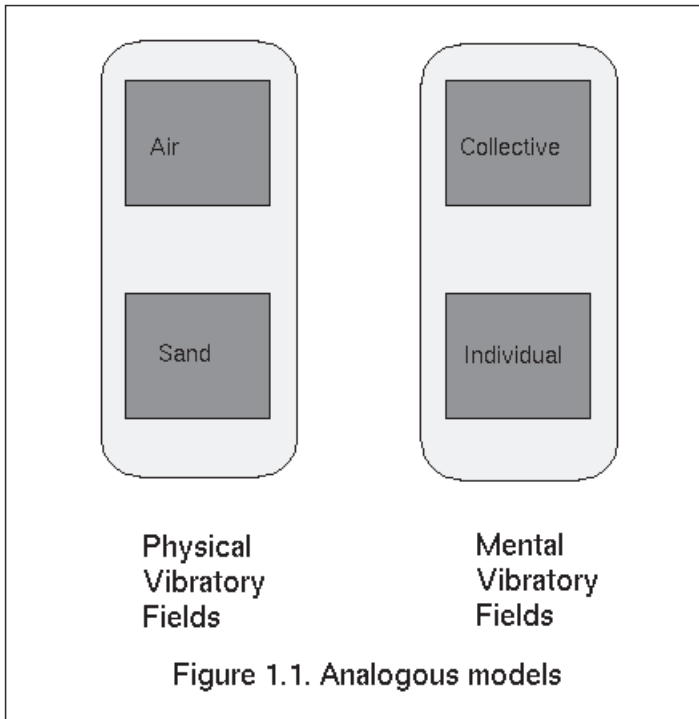 Air
Sand
Physical
Vibratory
Fields
Collective
Individual
Mental
Vibratory
Fields
Figure 1.1. Analogous models